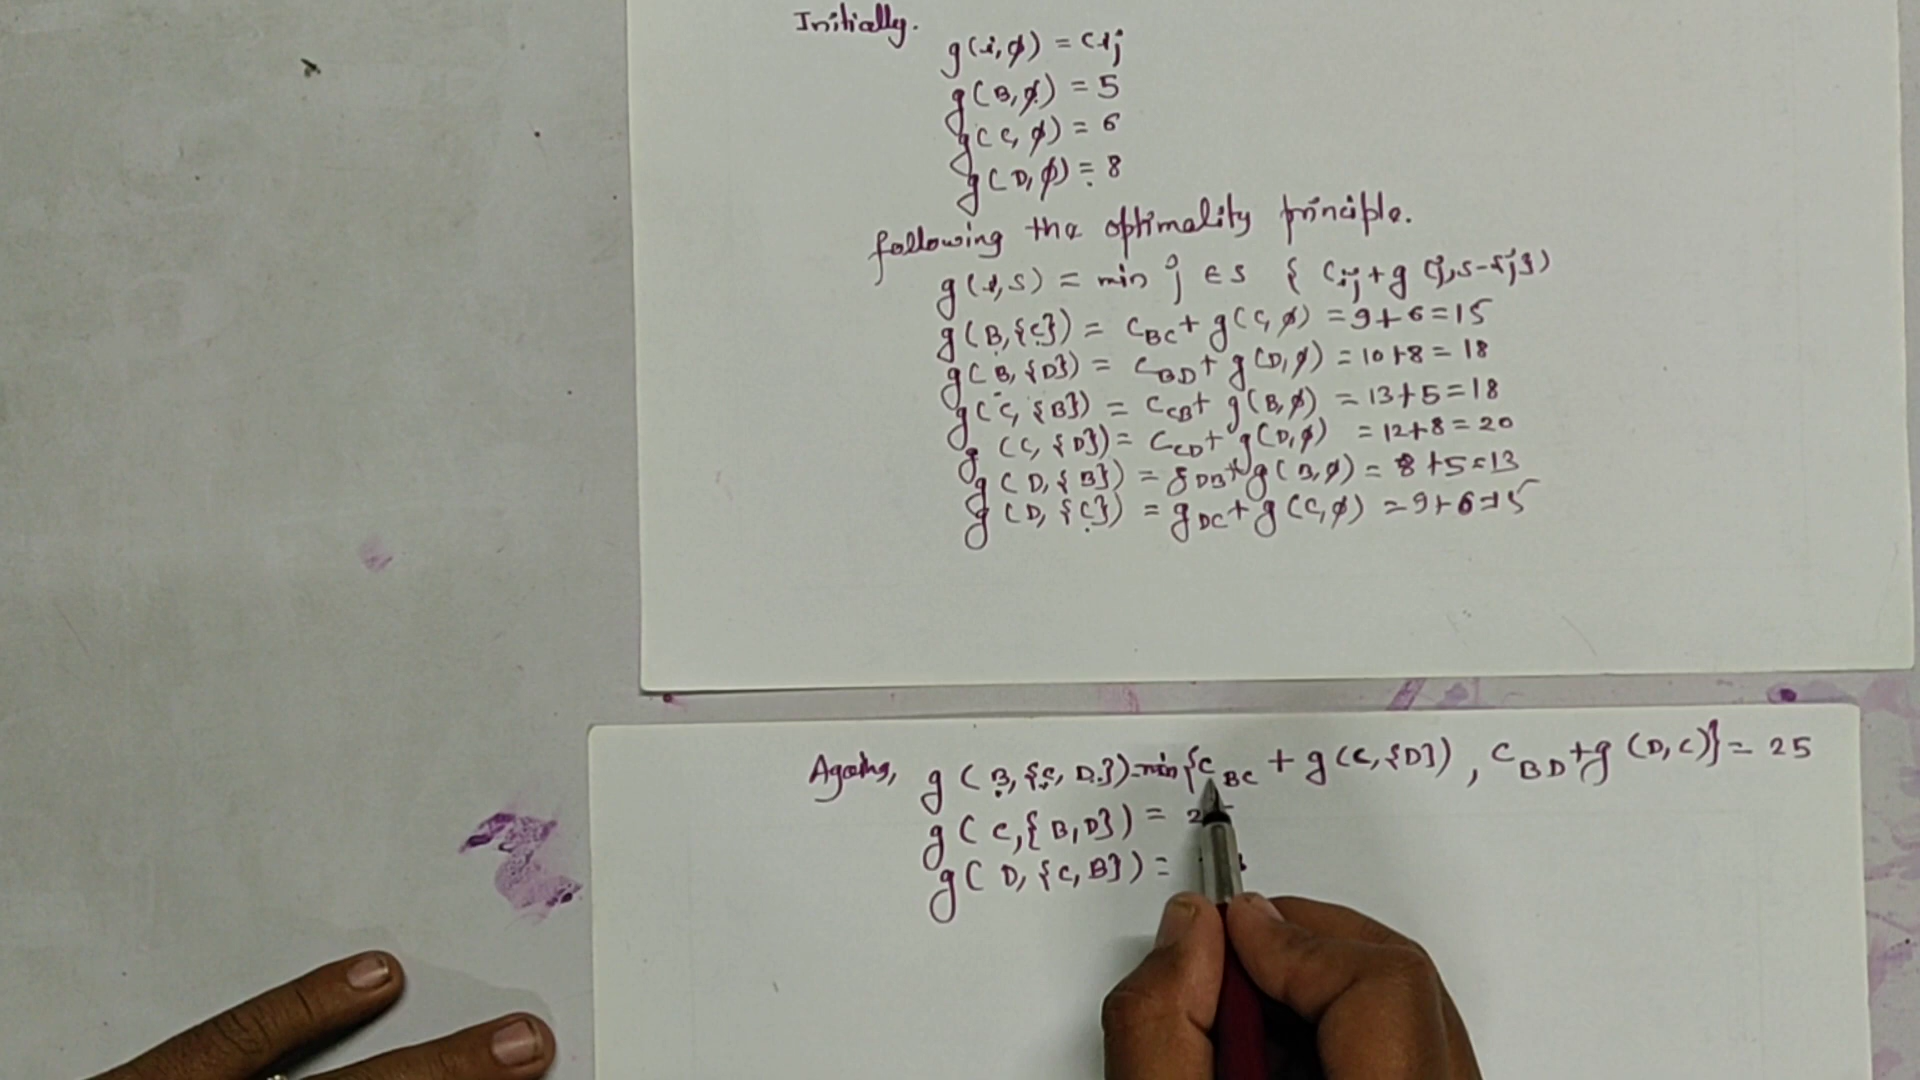 Initially.
g(i,φ) = cij
g(B,φ) = 5
g(C,φ) = 6
g(D,φ) = 8
following the optimality principle.
g(i,S) = min j ∈ S { Cij + g (j,S-{j})
g(B,{C}) = CBC + g(C,φ) = 9+6=15
g(B,{D}) = CBD + g(D,φ) = 10+8 = 18
g(C,{B}) = CCB + g(B,φ) = 13+5=18
g(C,{D}) = CCD + g(D,φ) = 12+8=20
g(D,{B}) = gDB + g(B,φ) = 8+5=13
g(D,{C}) = gDC + g(C,φ) = 9+6=15
Again, g(B,{C,D})=min{CBC + g(C,{D}), CBD+g(D,C)}= 25
g(C,{B,D}) =
g(D,{C,B}) =